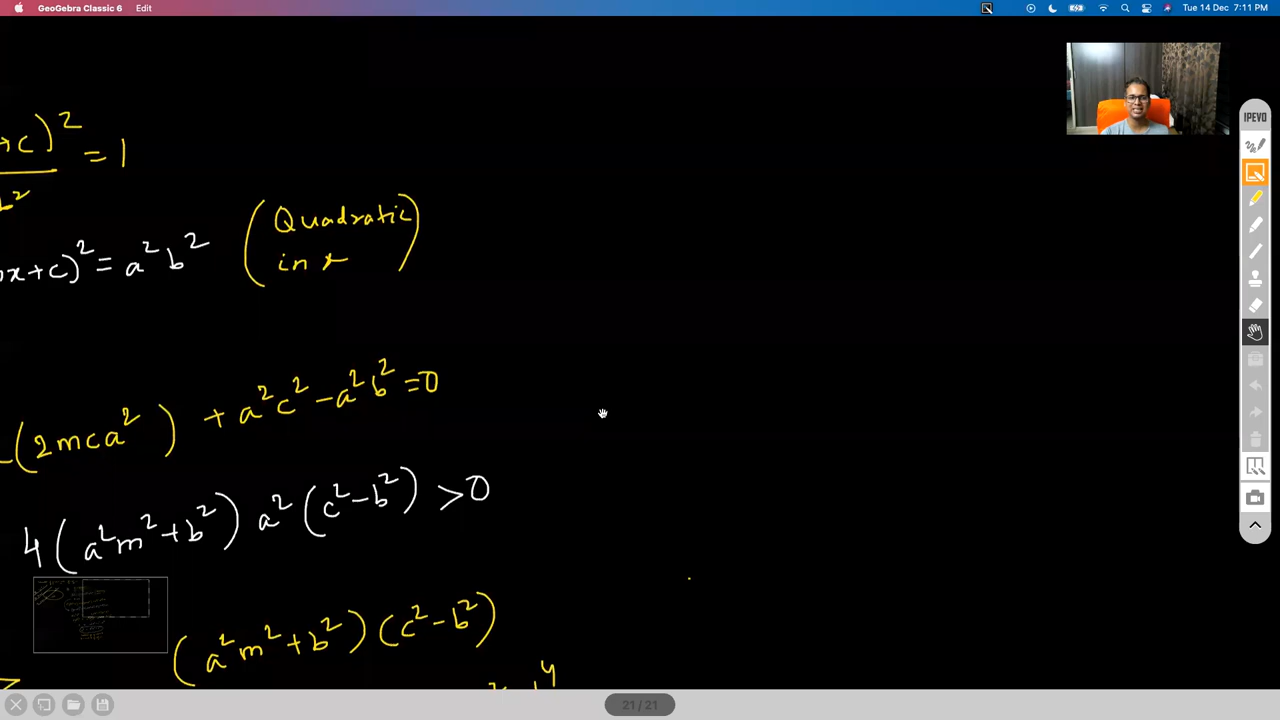 GeoGebra Classic 6 Edit Tue 14 Dec 7:11 PM
IPEVO
+c)² = 1
b²
x+c)² = a²b² (Quadratic
in x)
(2mca²) + a²c² - a²b² = 0
4(a²m²+b²) a²(c²-b²) >0
(a²m²+b²)(c²-b²)
21 / 21